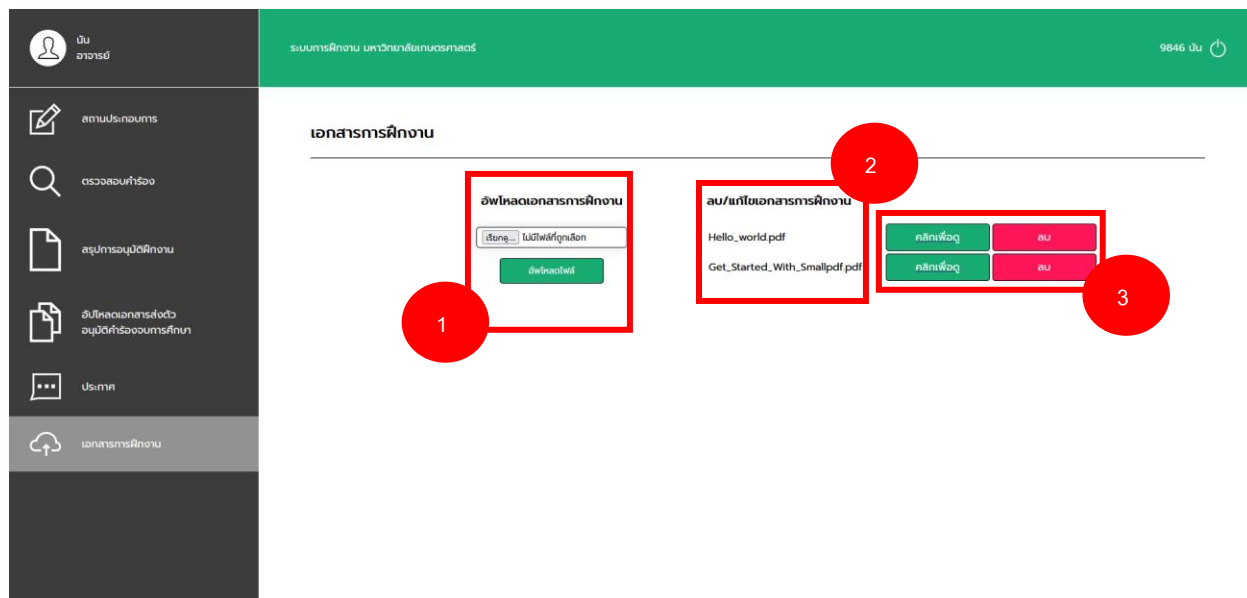 นัน
อาจารย์
ระบบการฝึกงาน มหาวิทยาลัยเกษตรศาสตร์
9846 นัน
สถานประกอบการ
ตรวจสอบคำร้อง
สรุปการอนุมัติฝึกงาน
อัปโหลดเอกสารส่งตัว
อนุมัติคำร้องจบการศึกษา
ประกาศ
เอกสารการฝึกงาน
เอกสารการฝึกงาน
อัพโหลดเอกสารการฝึกงาน
เรียกดู... ไม่มีไฟล์ที่ถูกเลือก
อัพโหลดไฟล์
1
2
ลบ/แก้ไขเอกสารการฝึกงาน
Hello_world.pdf คลิกเพื่อดู ลบ
Get_Started_With_Smallpdf.pdf คลิกเพื่อดู ลบ
3